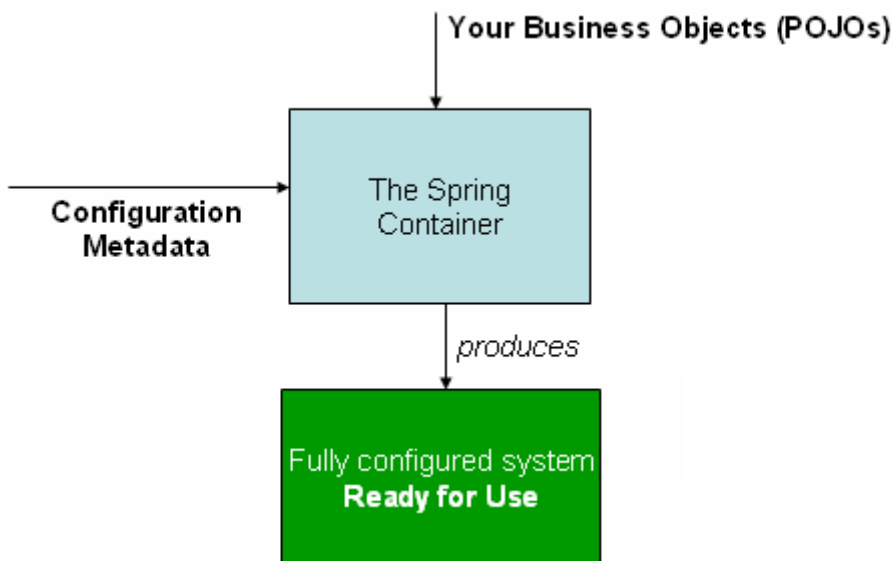 Your Business Objects (POJOs)
The Spring
Container
Configuration
Metadata
produces
Fully configured system
Ready for Use